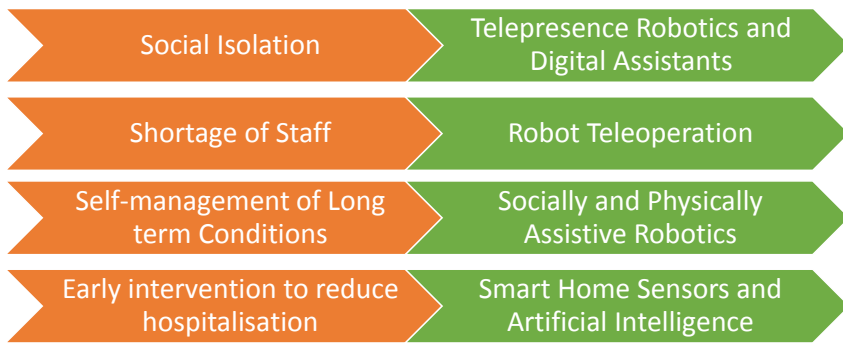 Social Isolation
Telepresence Robotics and
Digital Assistants
Shortage of Staff
Robot Teleoperation
Self-management of Long
term Conditions
Socially and Physically
Assistive Robotics
Early intervention to reduce
hospitalisation
Smart Home Sensors and
Artificial Intelligence